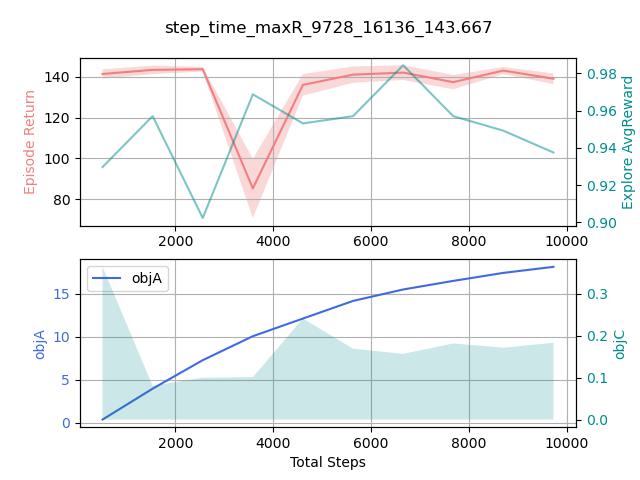 step_time_maxR_9728_16136_143.667
Episode Return
140
120
100
80
0.98
0.96
0.94
0.92
0.90
Explore AvgReward
2000 4000 6000 8000 10000
objA
objA
15
10
5
0
0.3
0.2
0.1
0.0
objC
2000 4000 6000 8000 10000
Total Steps